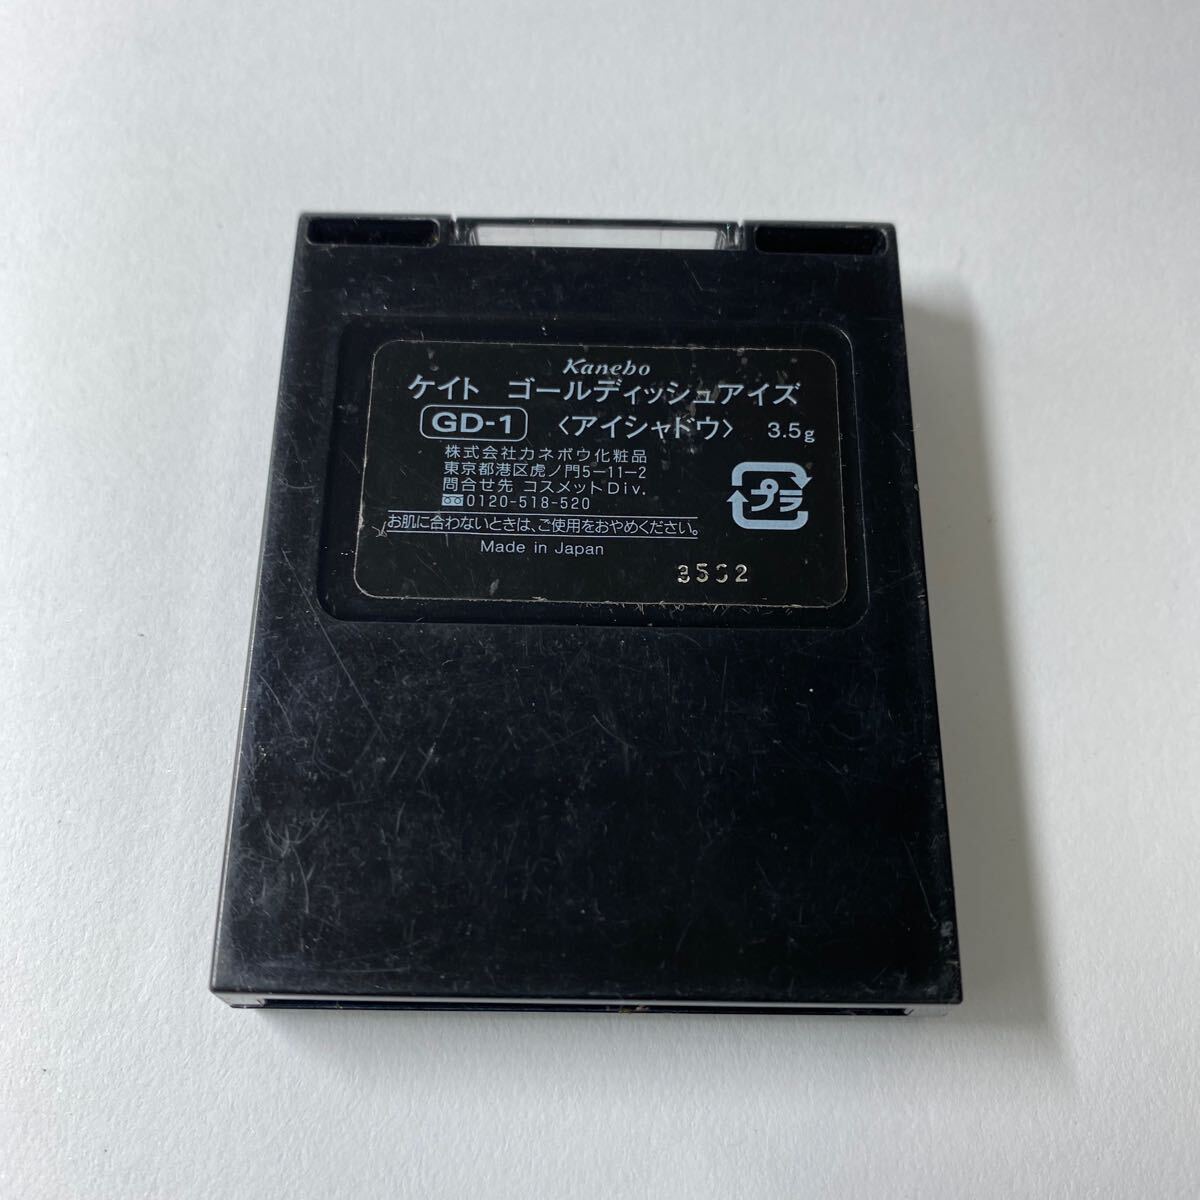 Kanebo
ケイト ゴールディッシュアイズ
GD-1 〈アイシャドウ〉 3.5g
株式会社カネボウ化粧品
東京都港区虎ノ門5-11-2
問合せ先 コスメットDiv.
0120-518-520
お肌に合わないときは、ご使用をおやめください。
プラ
Made in Japan